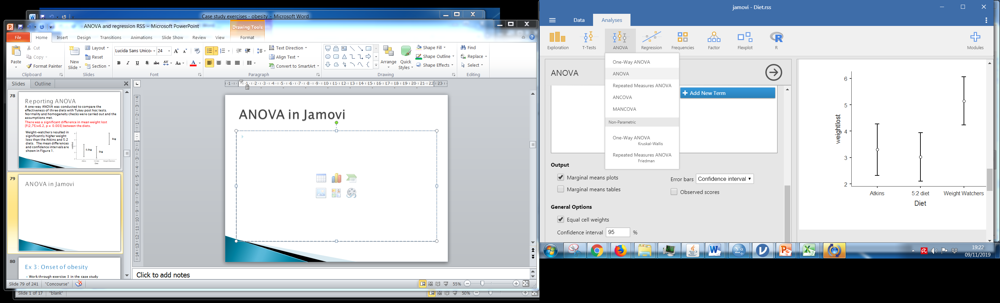 Case study exercises - obesity - Microsoft Word
ANOVA and regression RSS - Microsoft PowerPoint
Drawing Tools
File Home Insert Design Transitions Animations Slide Show Review View Format
Paste
Cut
Copy
Format Painter
Clipboard
New Slide
Layout
Reset
Section
Slides
Lucida Sans Unico 24
Font
Text Direction
Align Text
Convert to SmartArt
Paragraph
Arrange
Quick Styles
Shape Fill
Shape Outline
Shape Effects
Drawing
Find
Replace
Select
Editing
Slides Outline
78
Reporting ANOVA
A one-way ANOVA was conducted to compare the
effectiveness of three diets with Tukey post hoc tests.
Normality and homogeneity checks were carried out and the
assumptions met.
There was a significant difference in mean weight lost
[F(2,75)=6.2, p = 0.003] between the diets.
Weight-watchers resulted in
significantly higher weight
loss than the Atkins and 5:2
diets. The mean differences
and confidence intervals are
shown in Figure 1.
5kg
Atkins 5:2 diet Weight Watchers
Diet
79
ANOVA in Jamovi
80
Ex 3: Onset of obesity
Work through exercise 3 in the case study
ANOVA in Jamovi
Click to add notes
Slide 79 of 241 "Concourse" 55%
Slide 1 of 17 "blank" 50%
jamovi - Diet.rss
Data Analyses
Exploration T-Tests ANOVA Regression Frequencies Factor Flexplot R Modules
ANOVA
One-Way ANOVA
ANOVA
Repeated Measures ANOVA
ANCOVA
MANCOVA
Non-Parametric
One-Way ANOVA
Kruskal-Wallis
Repeated Measures ANOVA
Friedman
Add New Term
Output
Marginal means plots
Marginal means tables
Error bars Confidence interval
Observed scores
General Options
Equal cell weights
Confidence interval 95 %
weightlost
6
5
4
3
2
Atkins 5:2 diet Weight Watchers
Diet
19:22
09/11/2019